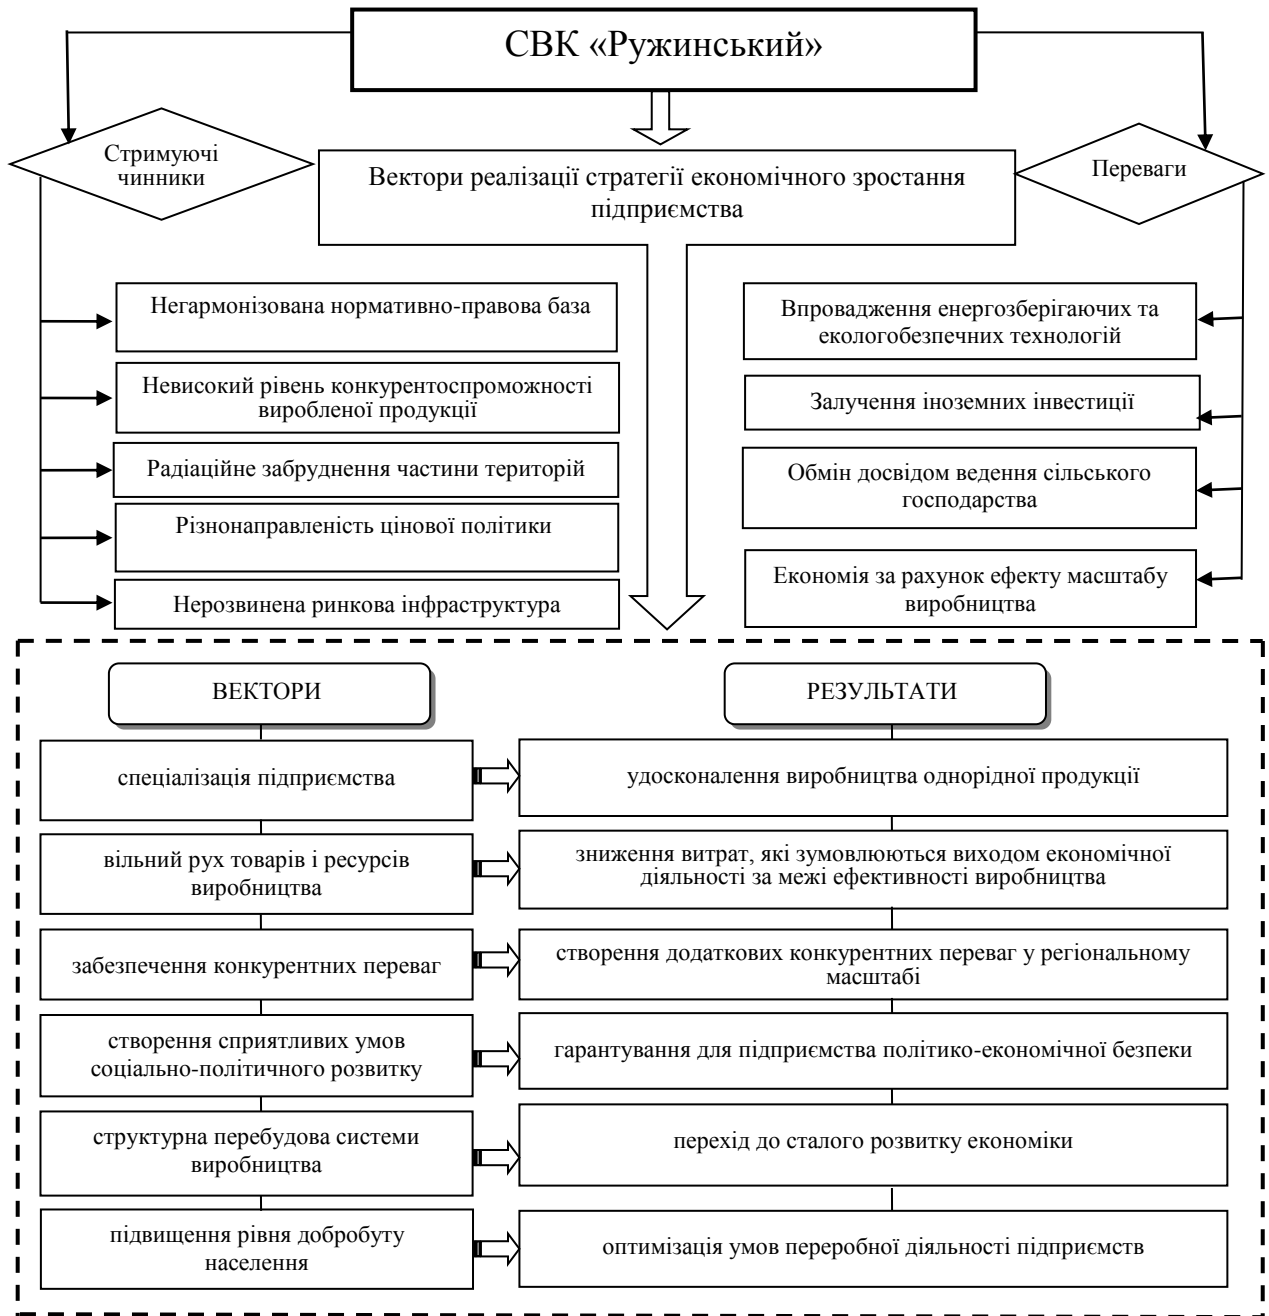 СВК «Ружинський»
Стримуючі
чинники
Вектори реалізації стратегії економічного зростання
підприємства
Переваги
Негармонізована нормативно-правова база
Невисокий рівень конкурентоспроможності
виробленої продукції
Радіаційне забруднення частини територій
Різнонаправленість цінової політики
Нерозвинена ринкова інфраструктура
Впровадження енергозберігаючих та
екологобезпечних технологій
Залучення іноземних інвестиції
Обмін досвідом ведення сільського
господарства
Економія за рахунок ефекту масштабу
виробництва
ВЕКТОРИ
РЕЗУЛЬТАТИ
спеціалізація підприємства
удосконалення виробництва однорідної продукції
вільний рух товарів і ресурсів
виробництва
зниження витрат, які зумовлюються виходом економічної
діяльності за межі ефективності виробництва
забезпечення конкурентних переваг
створення додаткових конкурентних переваг у регіональному
масштабі
створення сприятливих умов
соціально-політичного розвитку
гарантування для підприємства політико-економічної безпеки
структурна перебудова системи
виробництва
перехід до сталого розвитку економіки
підвищення рівня добробуту
населення
оптимізація умов переробної діяльності підприємств